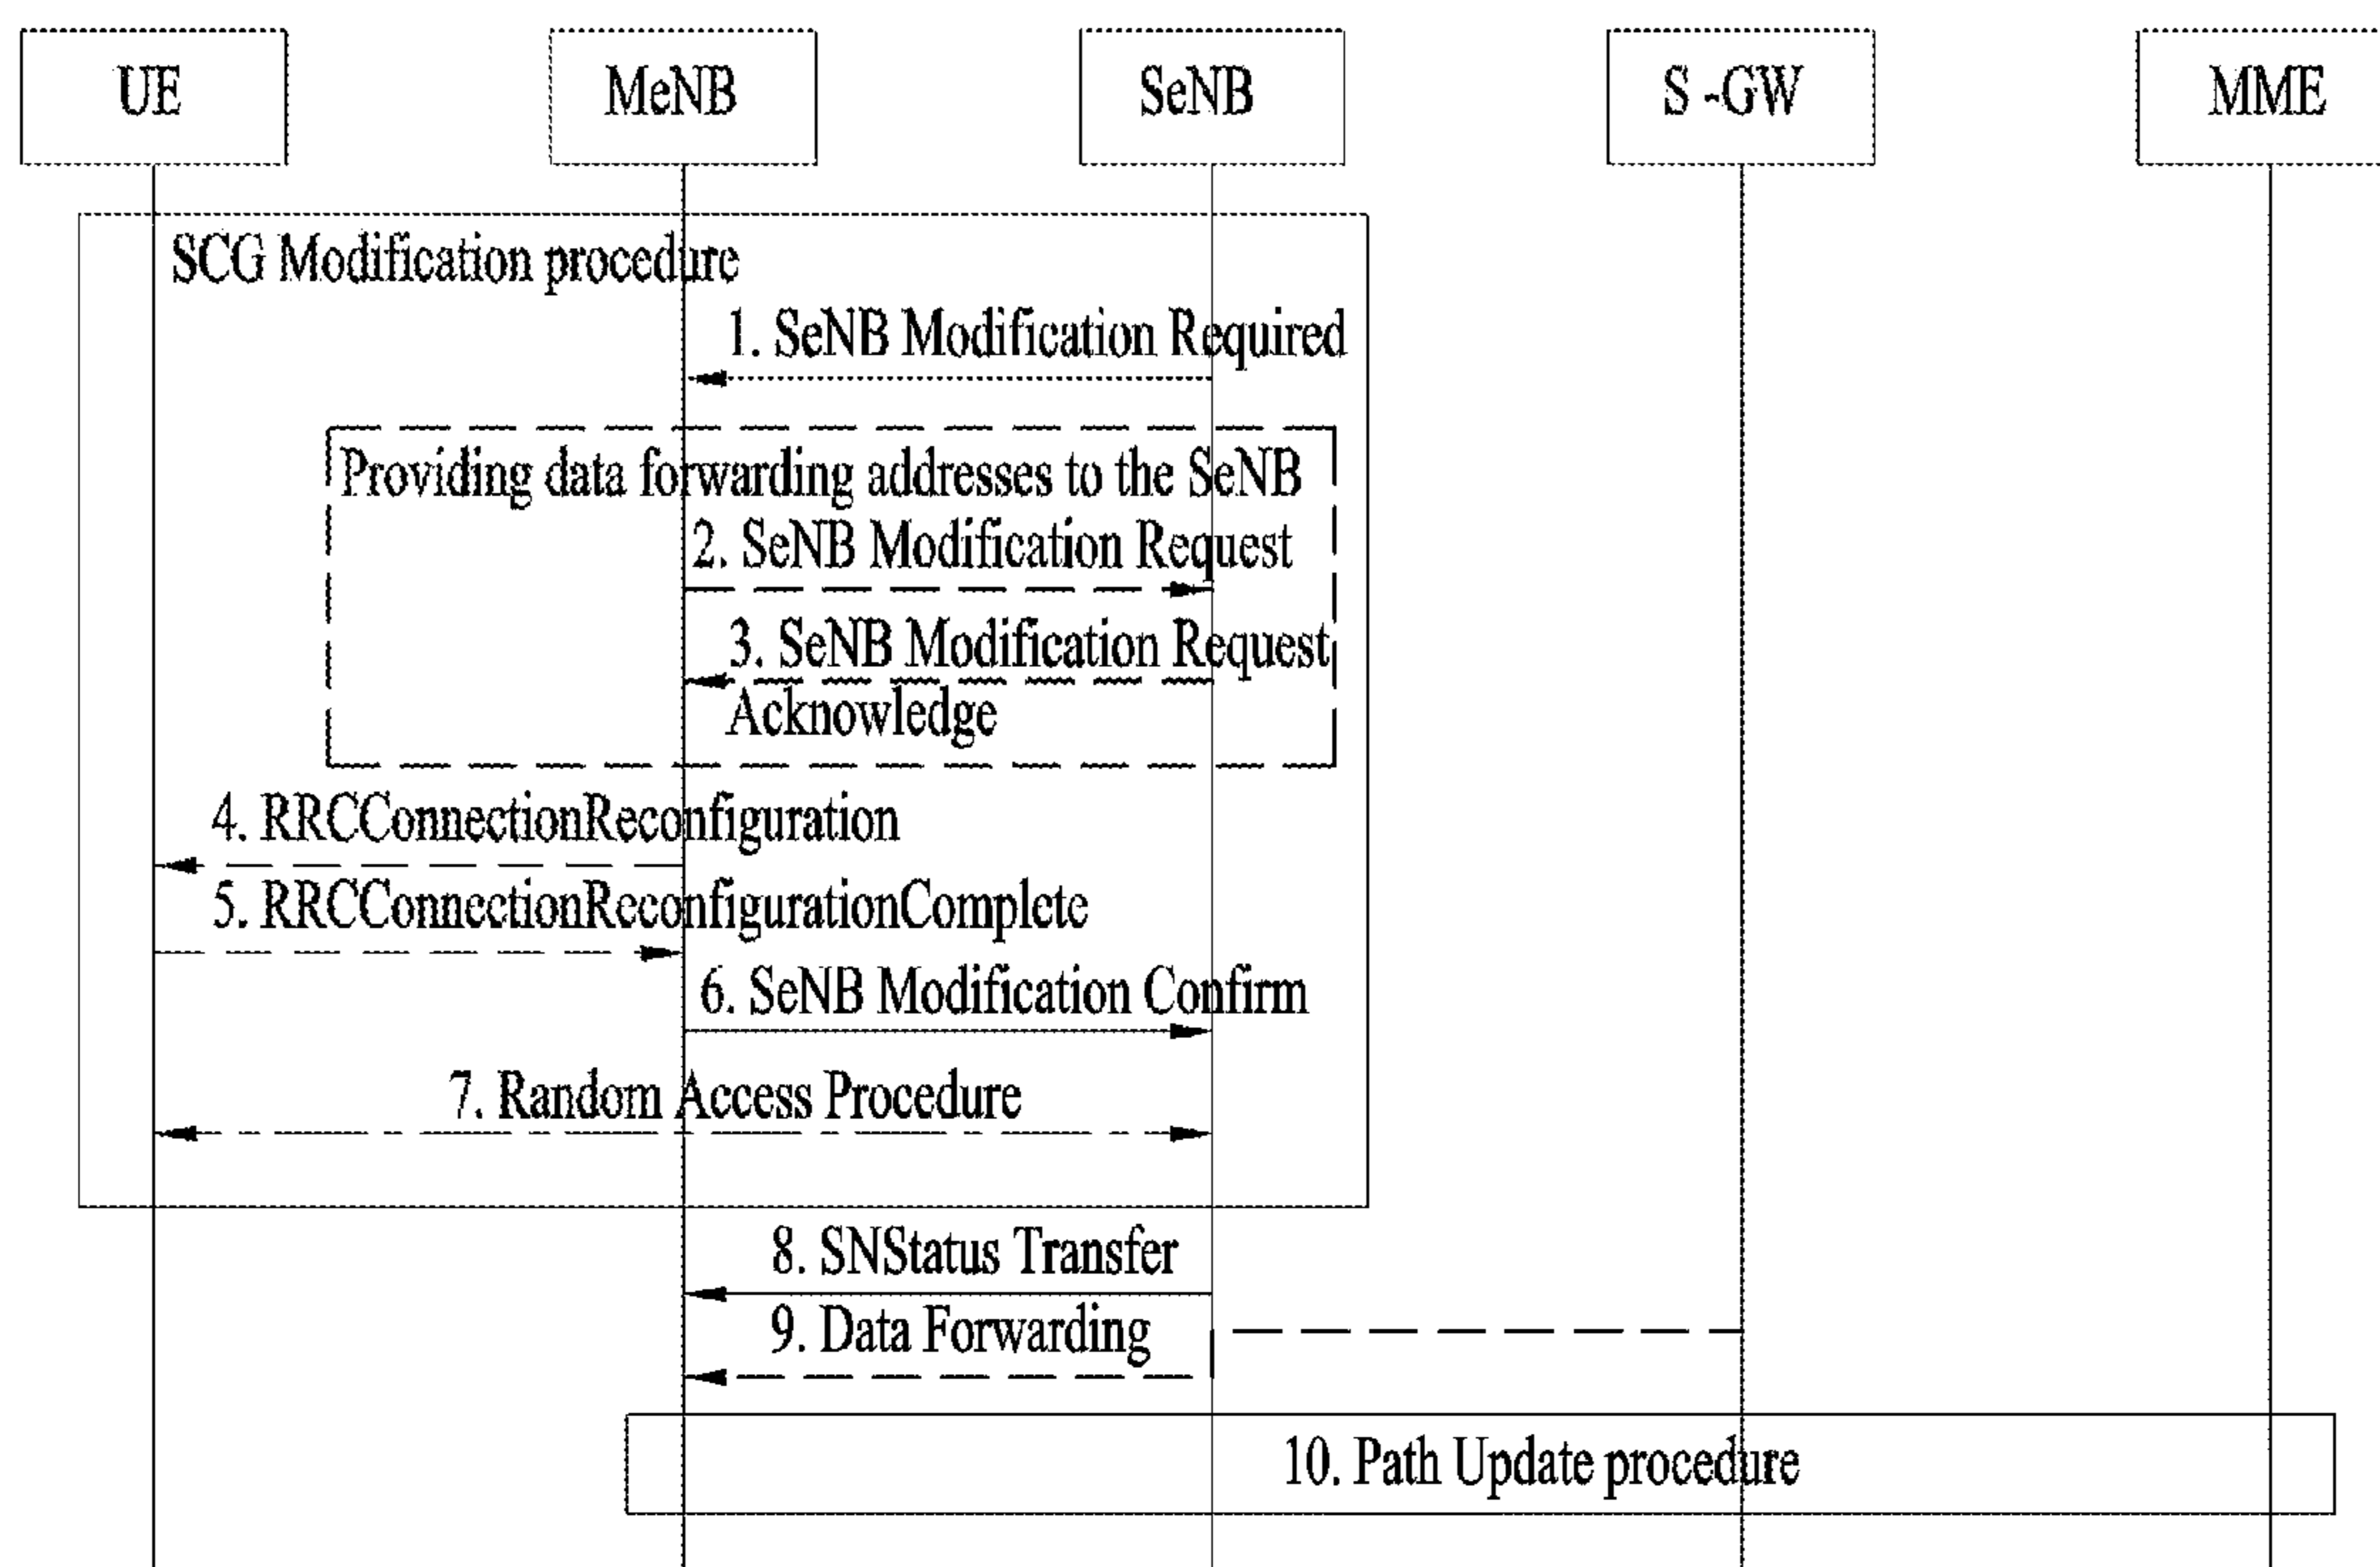 UE
MeNB
SeNB
S -GW
MME
SCG Modification procedure
1. SeNB Modification Required
Providing data forwarding addresses to the SeNB
2. SeNB Modification Request
3. SeNB Modification Request
Acknowledge
4. RRCConnectionReconfiguration
5. RRCConnectionReconfigurationComplete
6. SeNB Modification Confirm
7. Random Access Procedure
8. SNStatus Transfer
9. Data Forwarding
10. Path Update procedure